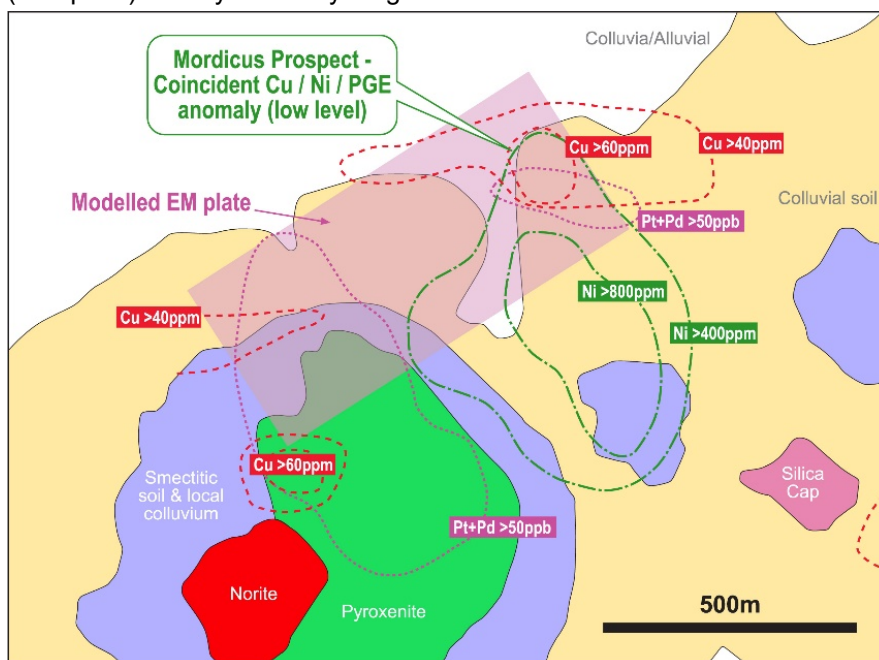 Colluvia/Alluvial
Mordicus Prospect -
Coincident Cu / Ni / PGE
anomaly (low level)
Cu >60ppm
Cu >40ppm
Modelled EM plate
Colluvial soil
Pt+Pd >50ppb
Ni >800ppm
Cu >40ppm
Ni >400ppm
Cu >60ppm
Smectitic
soil & local
colluvium
Silica
Cap
Pt+Pd >50ppb
Norite
Pyroxenite
500m